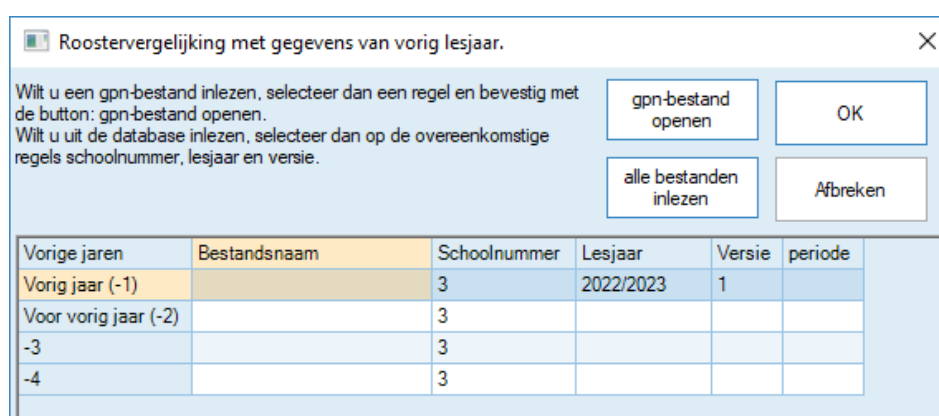 Roostervergelijking met gegevens van vorig lesjaar.
Wilt u een gpn-bestand inlezen, selecteer dan een regel en bevestig met
de button: gpn-bestand openen.
Wilt u uit de database inlezen, selecteer dan op de overeenkomstige
regels schoolnummer, lesjaar en versie.
gpn-bestand
openen
OK
alle bestanden
inlezen
Afbreken
Vorige jaren Bestandsnaam Schoolnummer Lesjaar Versie periode
Vorig jaar (-1) 3 2022/2023 1
Voor vorig jaar (-2) 3
-3 3
-4 3